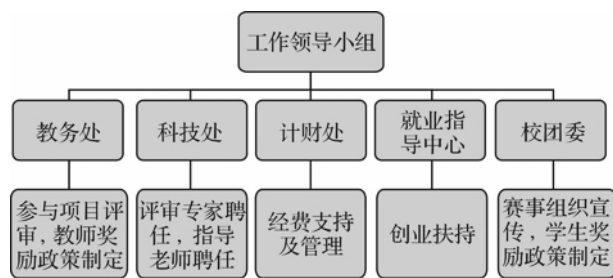 工作领导小组
教务处
科技处
计财处
就业指
导中心
校团委
参与项目评
审,教师奖
励政策制定
评审专家聘
任,指导
老师聘任
经费支持
及管理
创业扶持
赛事组织宣
传,学生奖
励政策制定